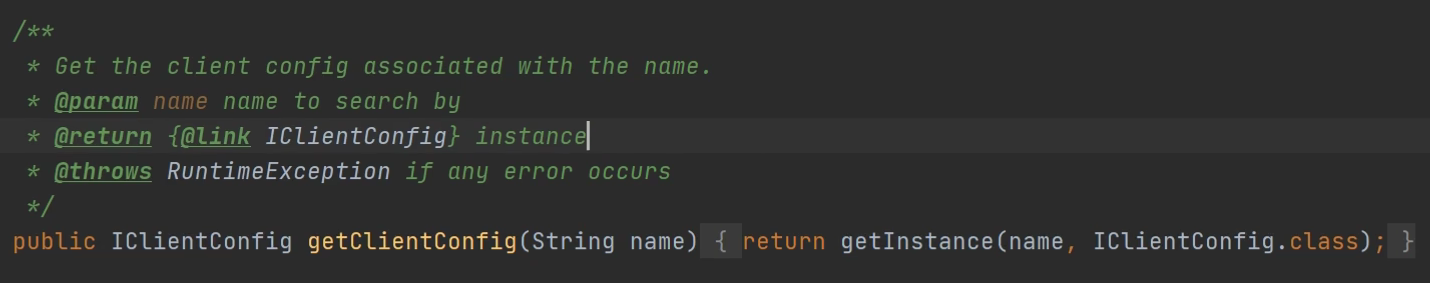 /**
 * Get the client config associated with the name.
 * @param name name to search by
 * @return {@link IClientConfig} instance
 * @throws RuntimeException if any error occurs
 */
public IClientConfig getClientConfig(String name) { return getInstance(name, IClientConfig.class); }